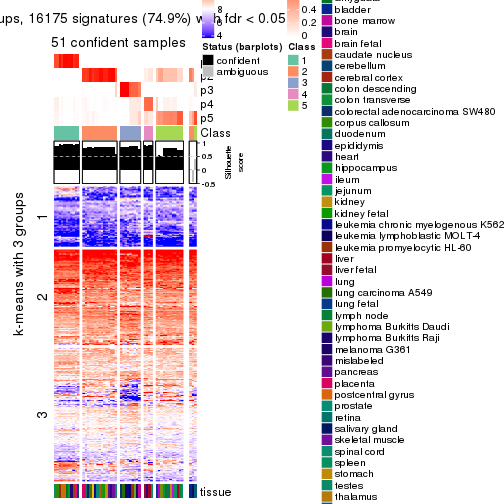 ups, 16175 signatures (74.9%) with fdr < 0.05
51 confident samples
p3
p4
p5
Class
1
0.5
0
-0.5
Silhouette
score
k-means with 3 groups
1
2
3
tissue
8
6
4
0.4
0.2
0
Status (barplots)
confident
ambiguous
Class
1
2
3
4
5
bladder
bone marrow
brain
brain fetal
caudate nucleus
cerebellum
cerebral cortex
colon descending
colon transverse
colorectal adenocarcinoma SW480
corpus callosum
duodenum
epididymis
heart
hippocampus
ileum
jejunum
kidney
kidney fetal
leukemia chronic myelogenous K562
leukemia lymphoblastic MOLT-4
leukemia promyelocytic HL-60
liver
liver fetal
lung
lung carcinoma A549
lung fetal
lymph node
lymphoma Burkitts Daudi
lymphoma Burkitts Raji
melanoma G361
mislabeled
pancreas
placenta
postcentral gyrus
prostate
retina
salivary gland
skeletal muscle
spinal cord
spleen
stomach
testes
thalamus